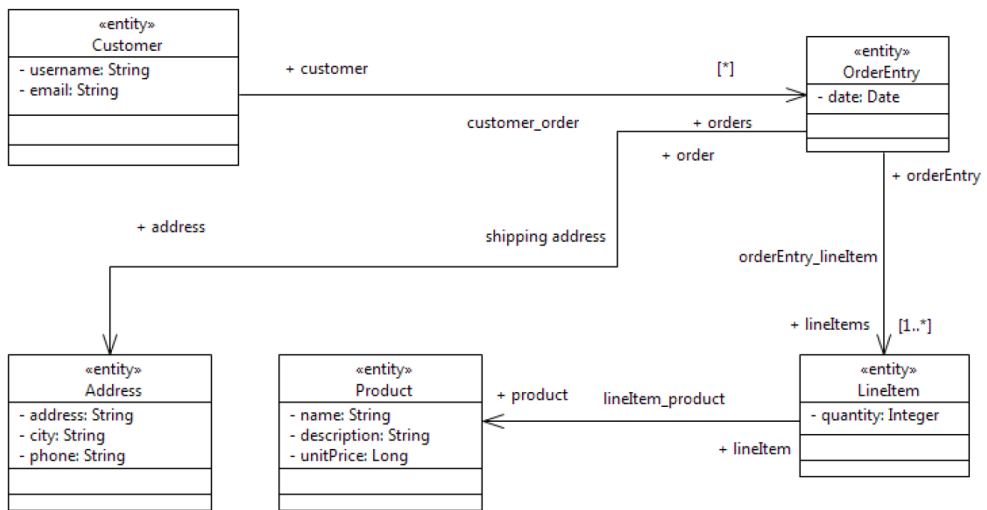 «entity»
Customer
- username: String
- email: String
+ customer
[*]
«entity»
OrderEntry
- date: Date
customer_order
+ orders
+ order
+ orderEntry
+ address
shipping address
orderEntry_lineItem
+ lineItems
[1..*]
«entity»
Address
- address: String
- city: String
- phone: String
«entity»
Product
- name: String
- description: String
- unitPrice: Long
+ product
lineItem_product
+ lineItem
«entity»
LineItem
- quantity: Integer